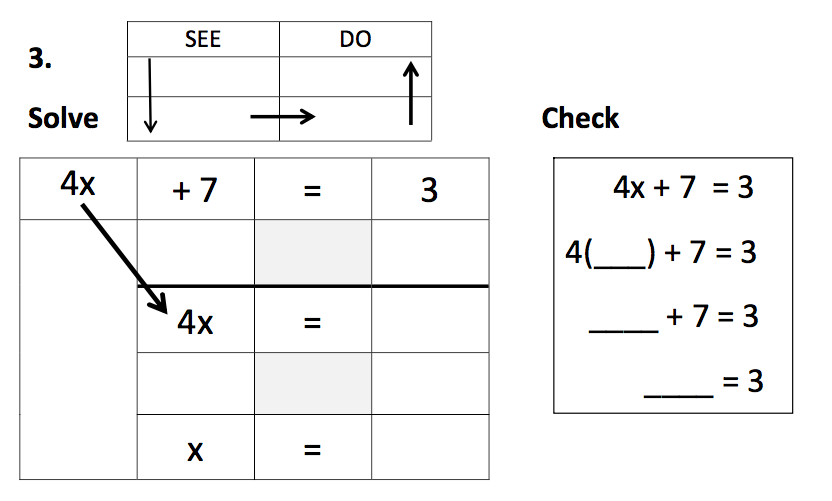 3.
SEE DO
Solve
4x + 7 = 3
4x =
x =
Check
4x + 7 = 3
4(___) + 7 = 3
____ + 7 = 3
____ = 3